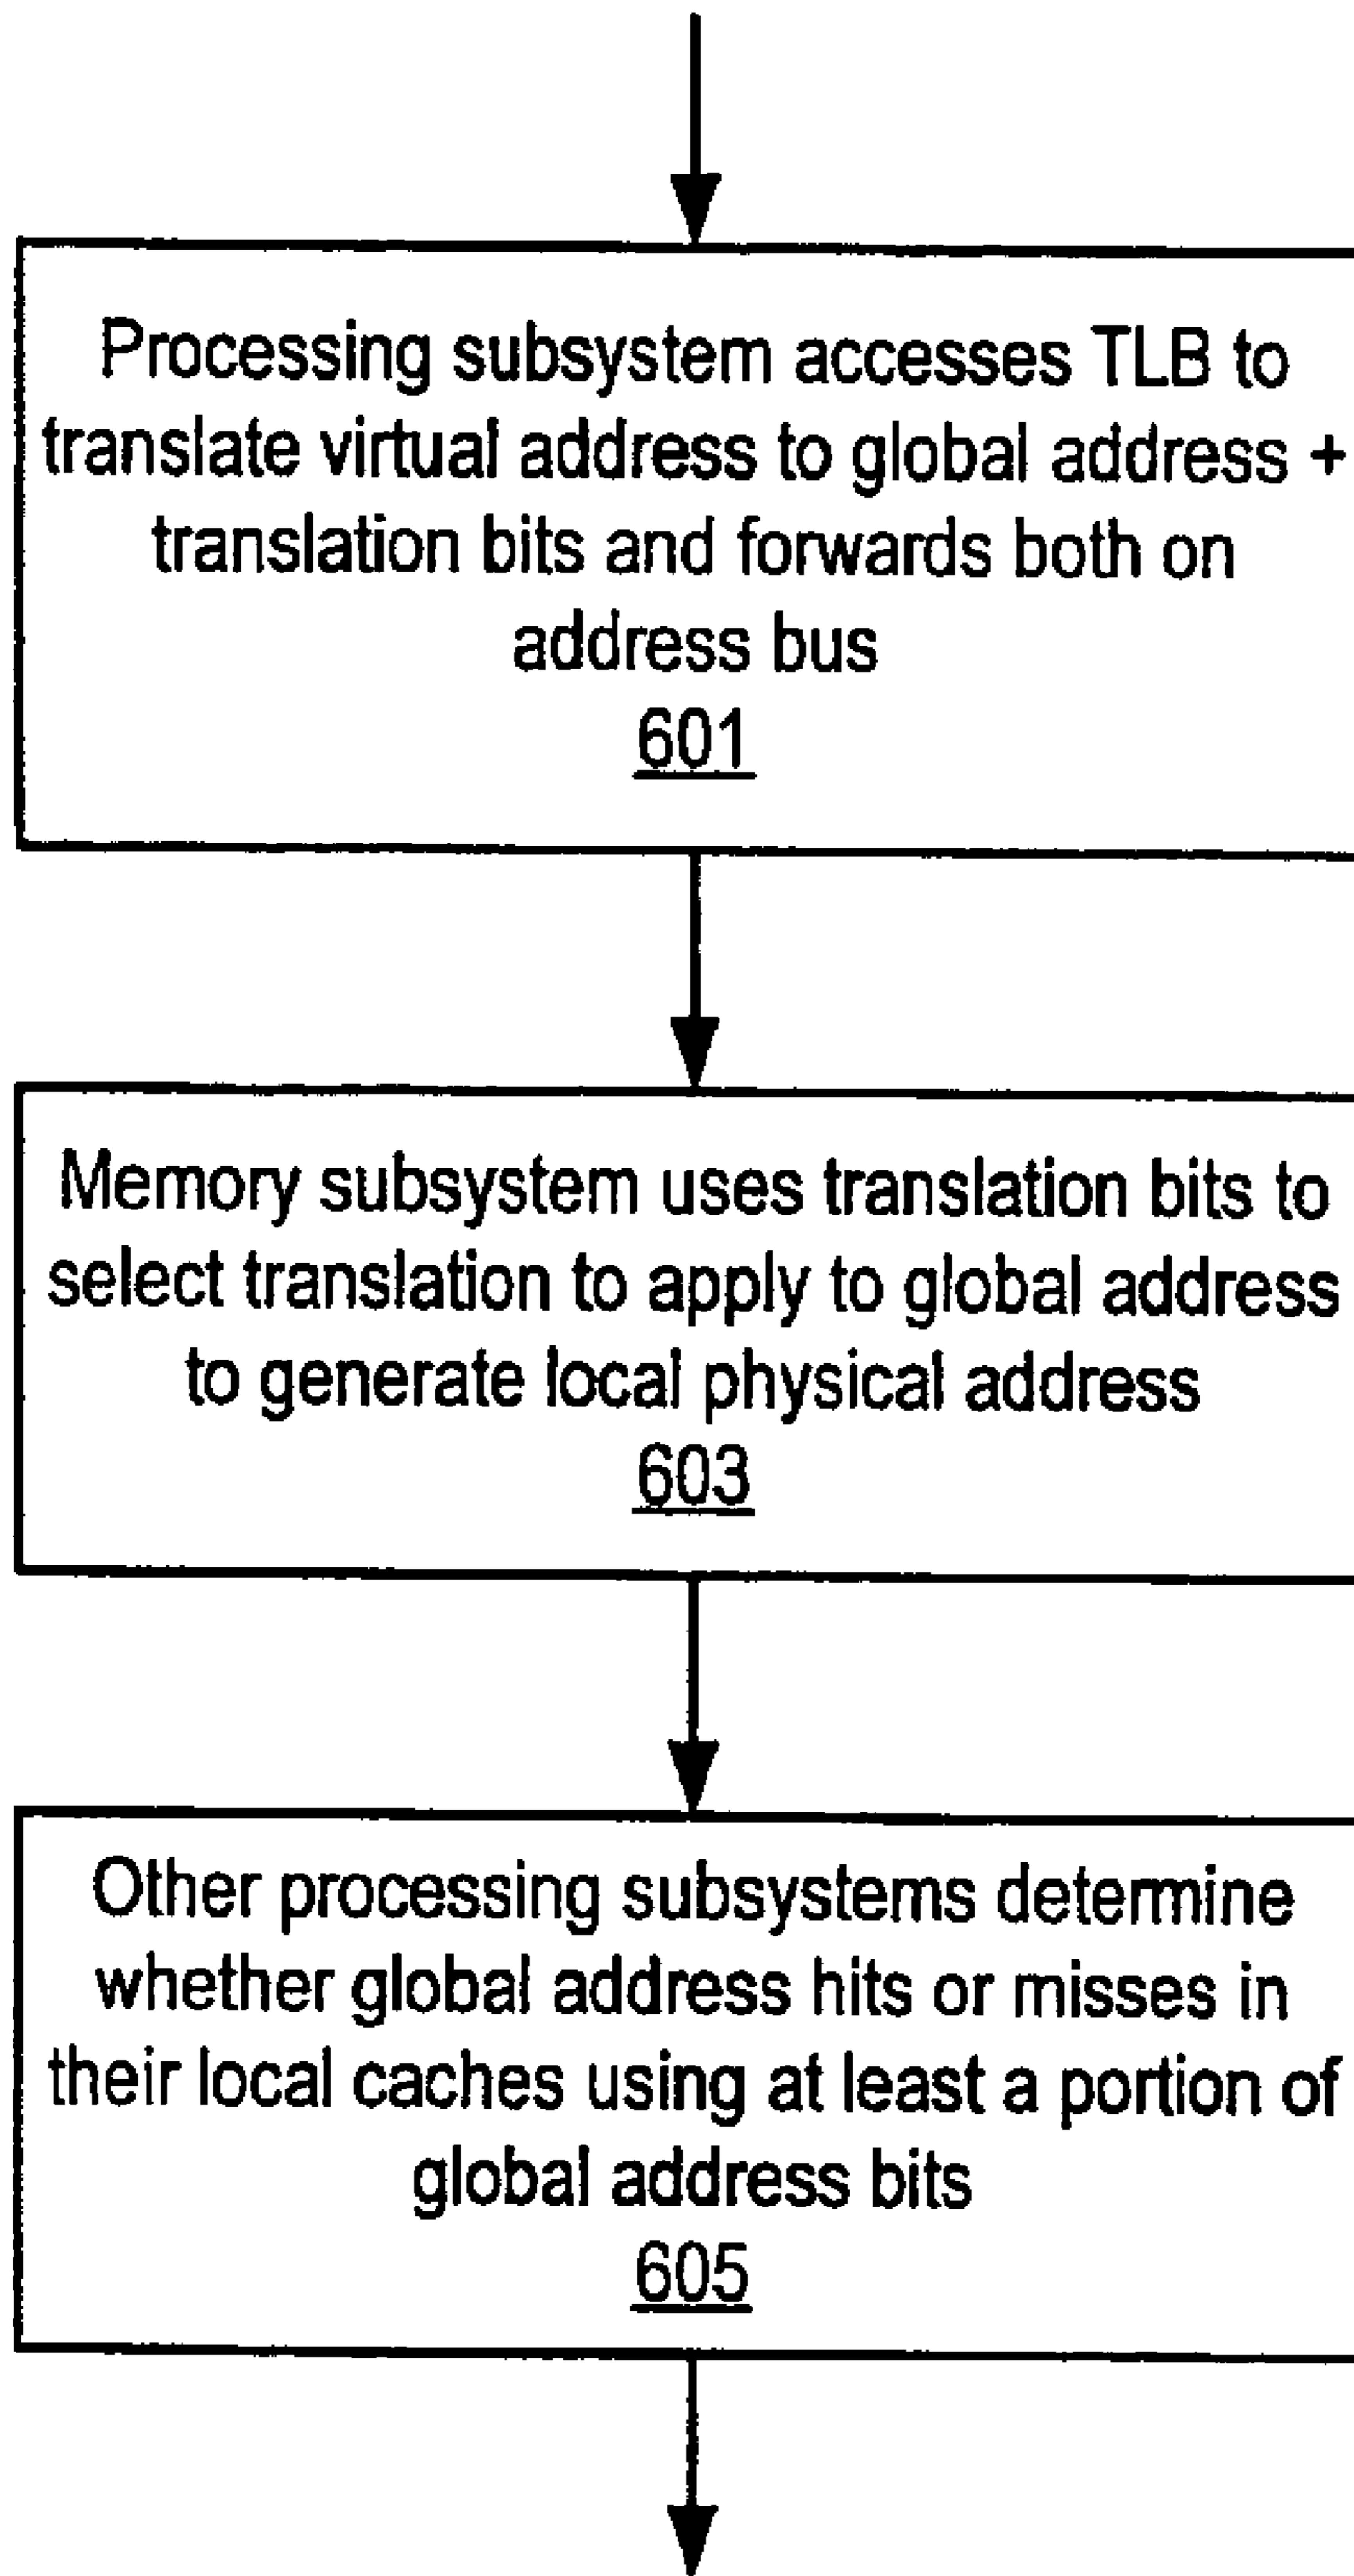 Processing subsystem accesses TLB to
translate virtual address to global address +
translation bits and forwards both on
address bus
601
Memory subsystem uses translation bits to
select translation to apply to global address
to generate local physical address
603
Other processing subsystems determine
whether global address hits or misses in
their local caches using at least a portion of
global address bits
605